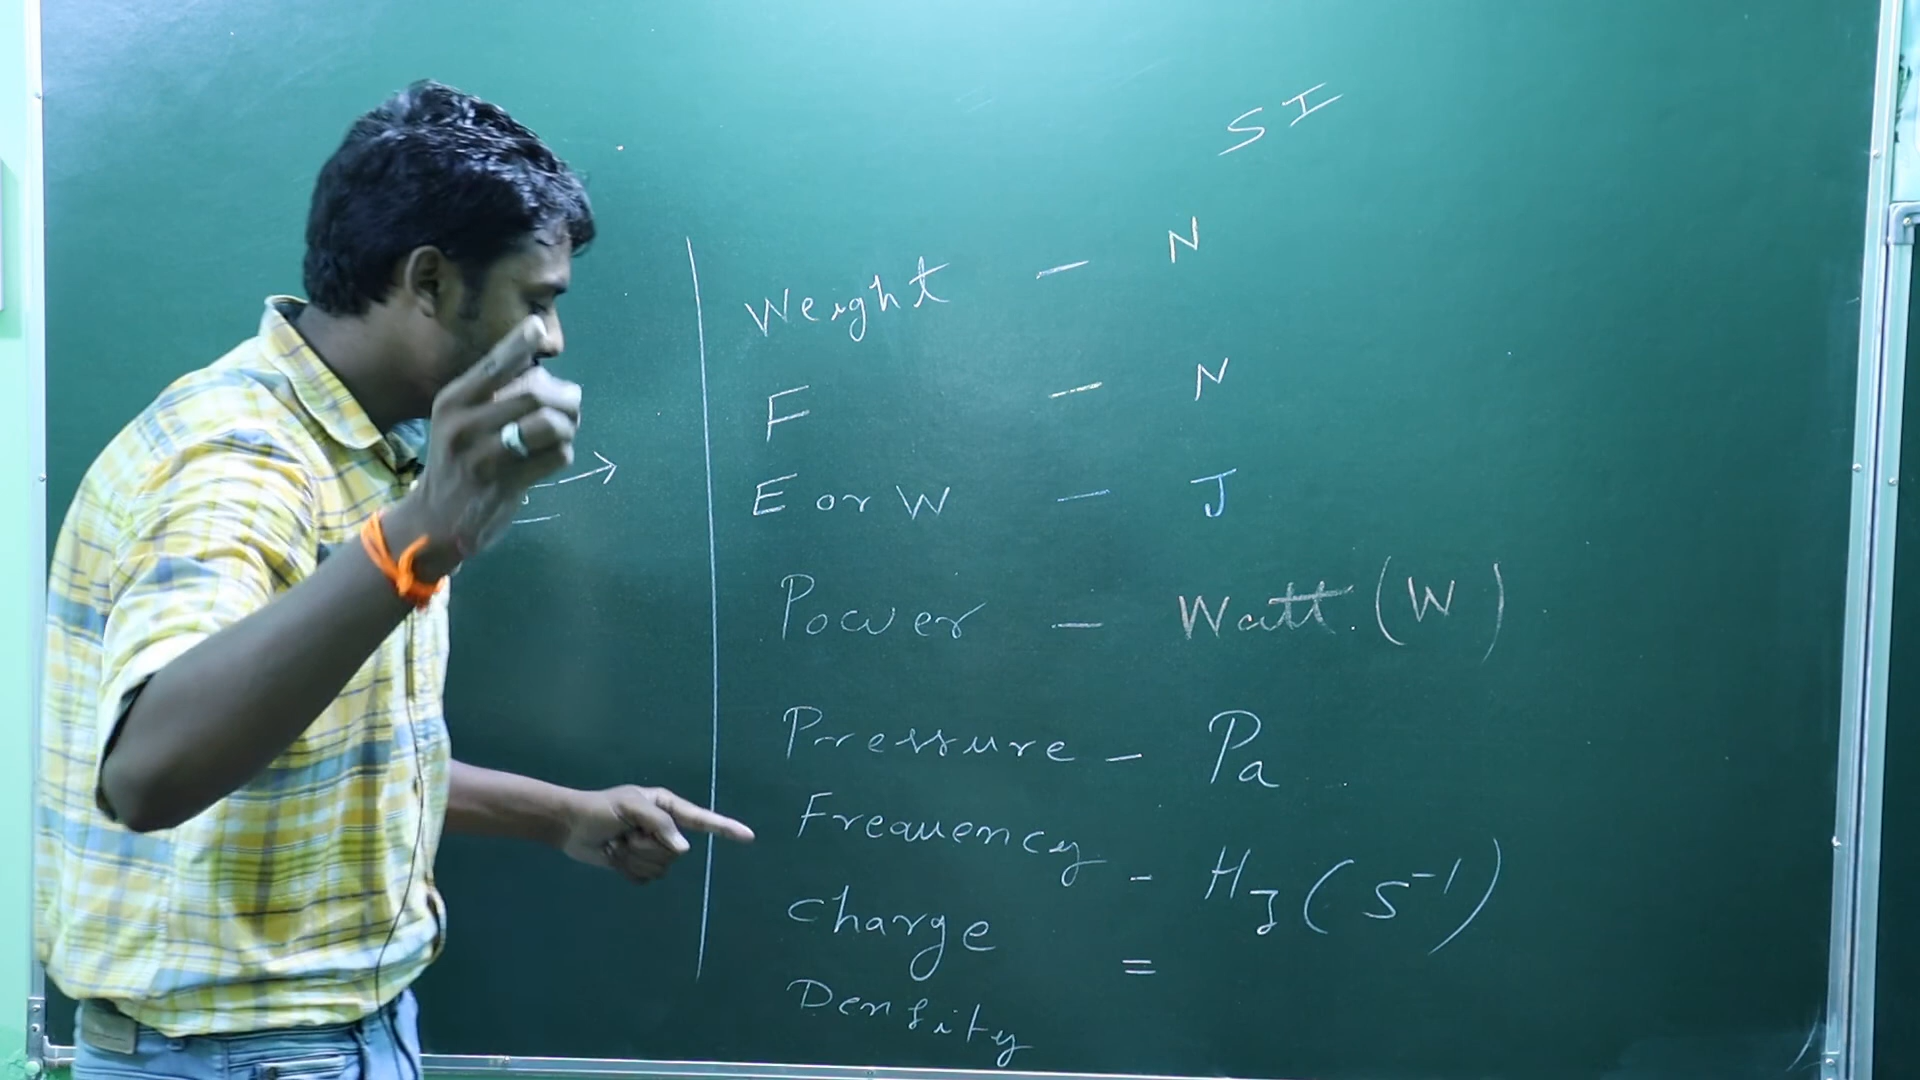 SI
Weight - N
F - N
E or W - J
Power - Watt. (W)
Pressure - Pa
Frequency - Hz (S⁻¹)
Charge =
Density